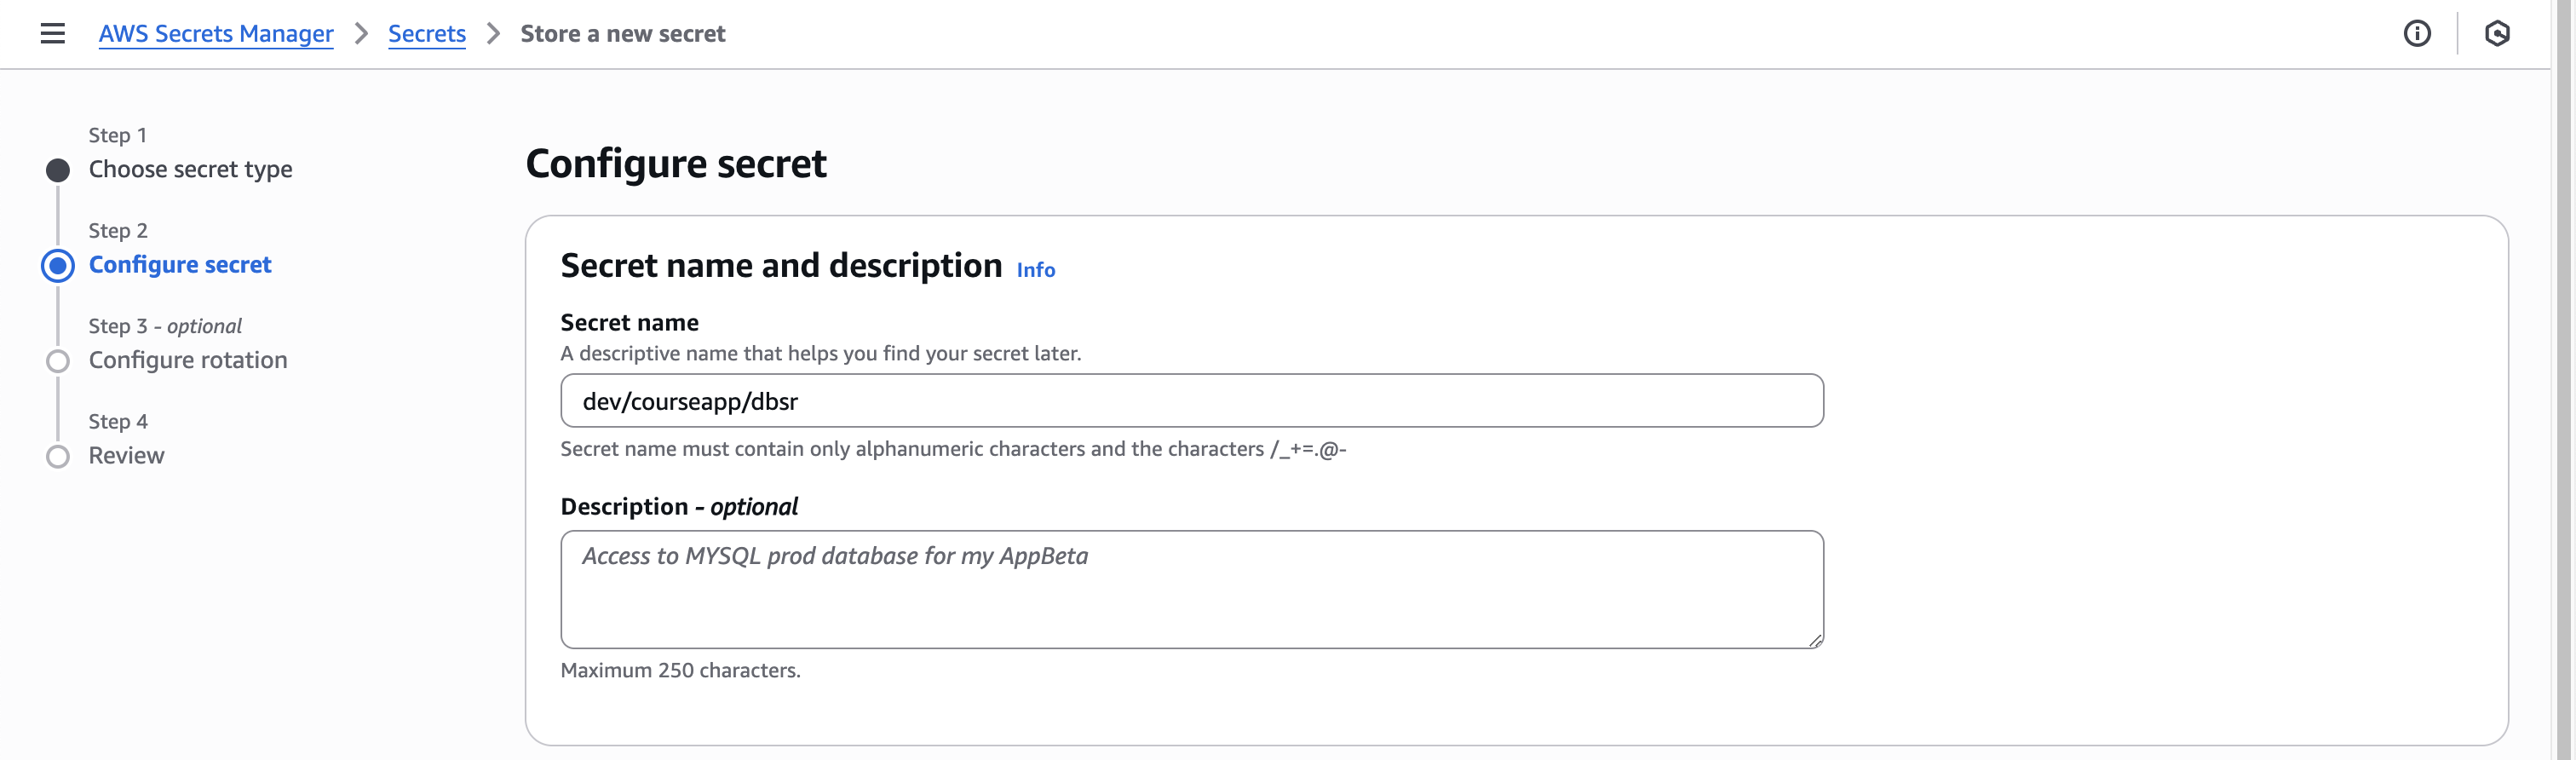 AWS Secrets Manager > Secrets > Store a new secret
Step 1
Choose secret type
Step 2
Configure secret
Step 3 - optional
Configure rotation
Step 4
Review
Configure secret
Secret name and description Info
Secret name
A descriptive name that helps you find your secret later.
dev/courseapp/dbsr
Secret name must contain only alphanumeric characters and the characters /_+=.@-
Description - optional
Access to MYSQL prod database for my AppBeta
Maximum 250 characters.